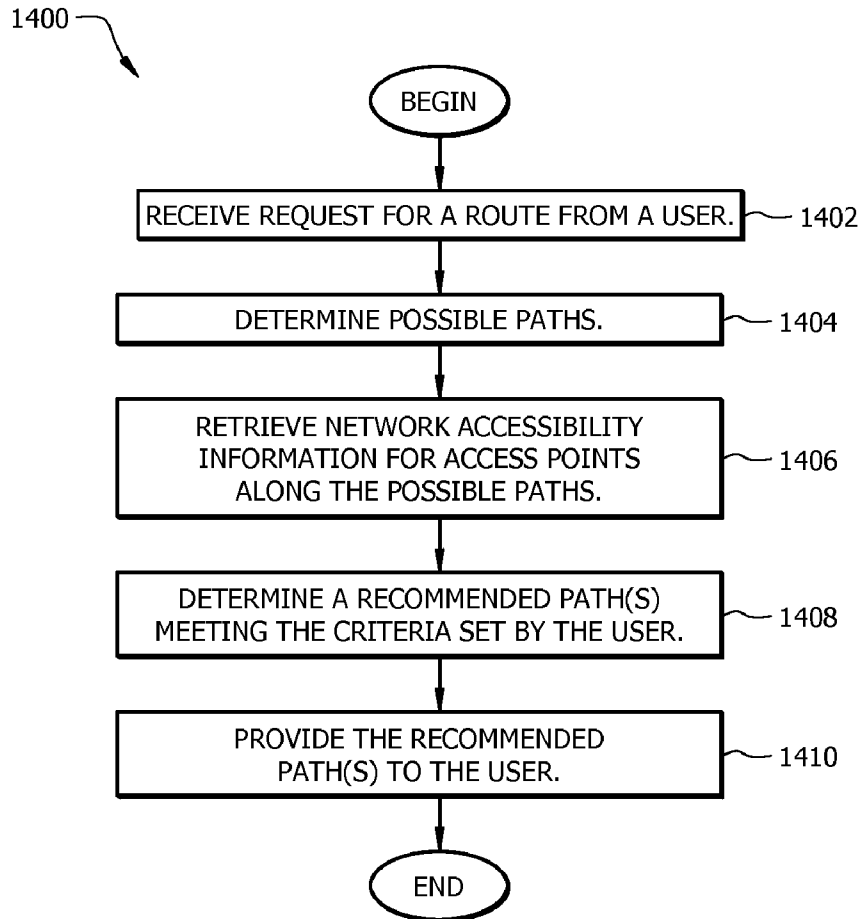 1400
BEGIN
RECEIVE REQUEST FOR A ROUTE FROM A USER.
1402
DETERMINE POSSIBLE PATHS.
1404
RETRIEVE NETWORK ACCESSIBILITY
INFORMATION FOR ACCESS POINTS
ALONG THE POSSIBLE PATHS.
1406
DETERMINE A RECOMMENDED PATH(S)
MEETING THE CRITERIA SET BY THE USER.
1408
PROVIDE THE RECOMMENDED
PATH(S) TO THE USER.
1410
END